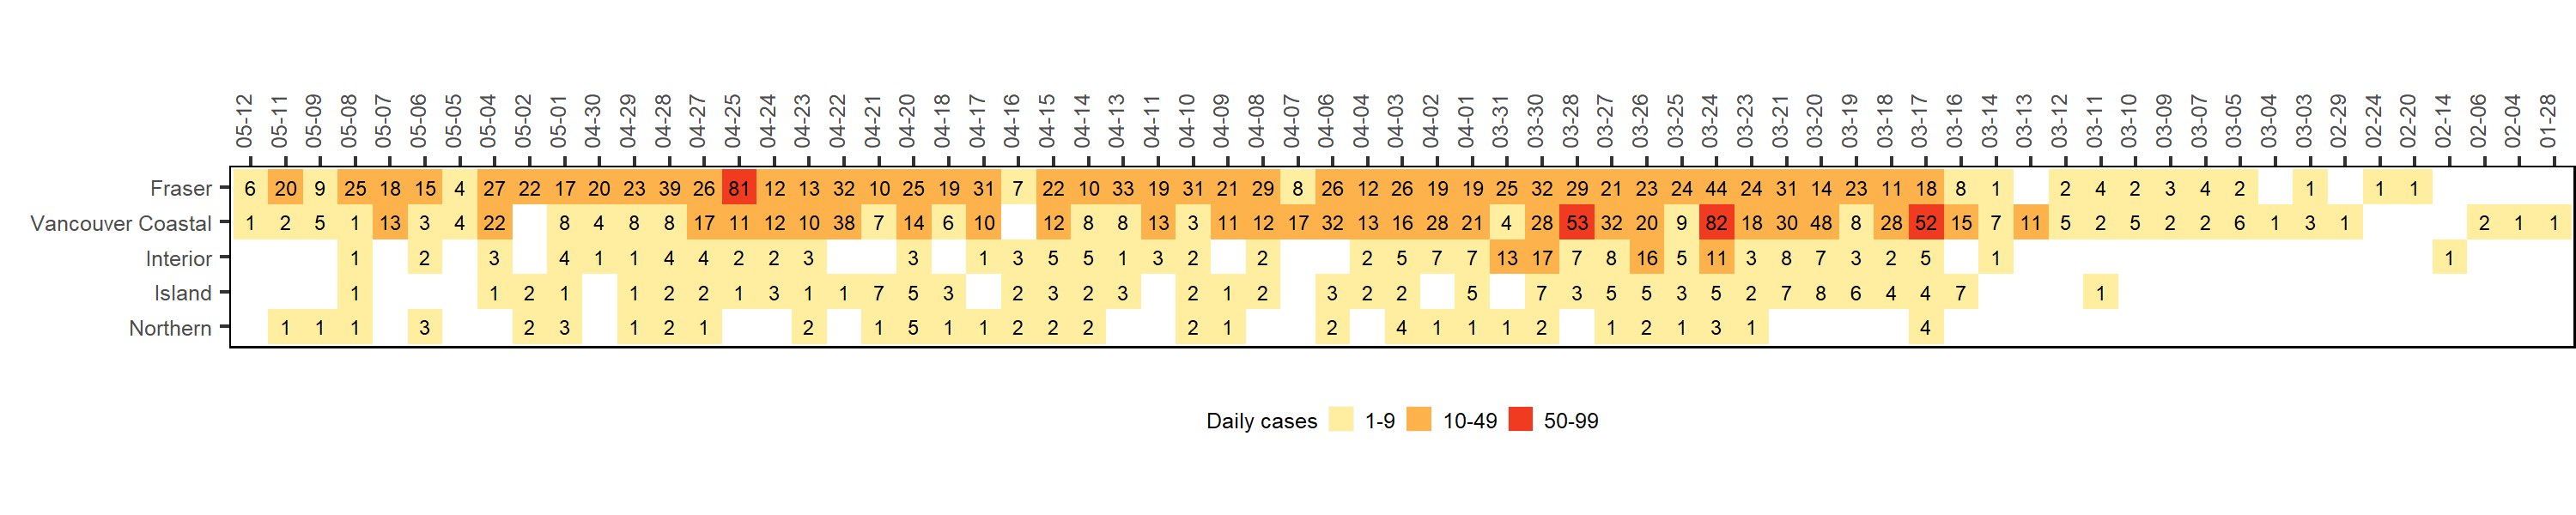 05-12 05-11 05-09 05-08 05-07 05-06 05-05 05-04 05-02 05-01 04-30 04-29 04-28 04-27 04-25 04-24 04-23 04-22 04-21 04-20 04-18 04-17 04-16 04-15 04-14 04-13 04-11 04-10 04-09 04-08 04-07 04-06 04-04 04-03 04-02 04-01 03-31 03-30 03-28 03-27 03-26 03-25 03-24 03-23 03-21 03-20 03-19 03-18 03-17 03-16 03-14 03-13 03-12 03-11 03-10 03-09 03-07 03-05 03-04 03-03 02-29 02-24 02-20 02-14 02-06 02-04 01-28
Fraser 6 20 9 25 18 15 4 27 22 17 20 23 39 26 81 12 13 32 10 25 19 31 7 22 10 33 19 31 21 29 8 26 12 26 19 19 25 32 29 21 23 24 44 24 31 14 23 11 18 8 1 2 4 2 3 4 2 1 1 1
Vancouver Coastal 1 2 5 1 13 3 4 22 8 4 8 8 17 11 12 10 38 7 14 6 10 12 8 8 13 3 11 12 17 32 13 16 28 21 4 28 53 32 20 9 82 18 30 48 8 28 52 15 7 11 5 2 5 2 2 6 1 3 1 2 1 1
Interior 1 2 3 4 1 1 4 4 2 2 3 3 1 3 5 5 1 3 2 2 2 5 7 7 13 17 7 8 16 5 11 3 8 7 3 2 5 1 1
Island 1 1 2 1 1 2 2 1 3 1 1 7 5 3 2 3 2 3 2 1 2 3 2 2 5 7 3 5 5 3 5 2 7 8 6 4 4 7 1
Northern 1 1 1 3 2 3 1 2 1 2 1 5 1 1 2 2 2 2 1 2 4 1 1 1 2 1 2 1 3 1 4
Daily cases 1-9 10-49 50-99